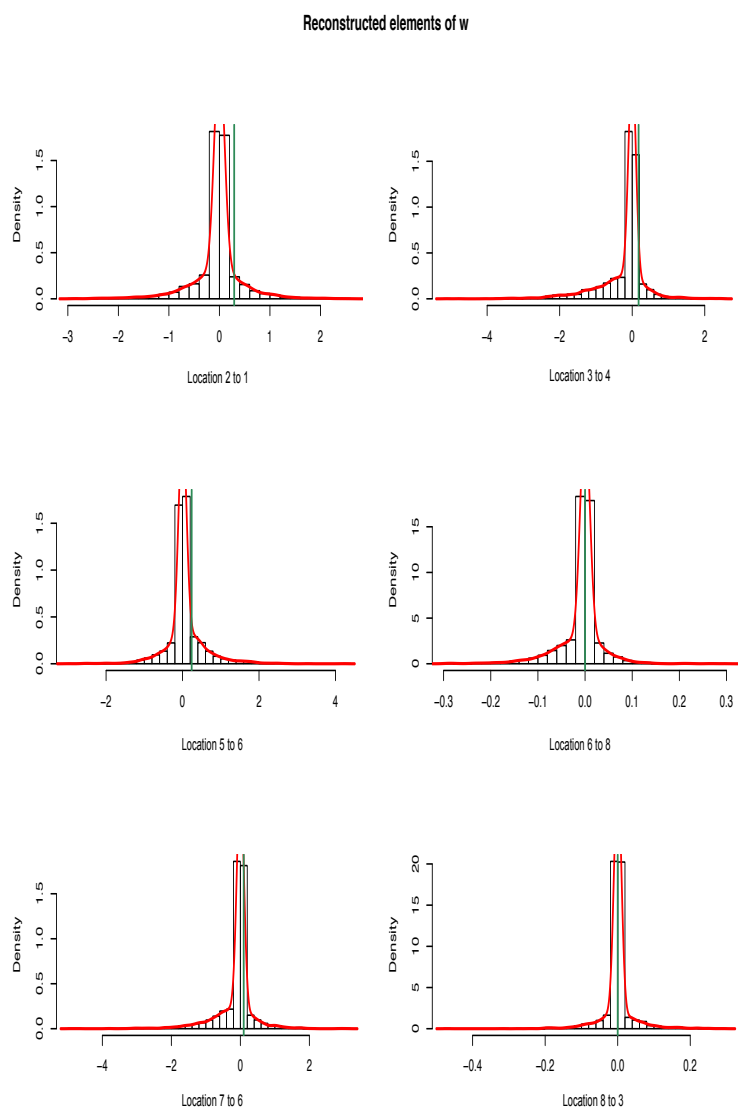 Reconstructed elements of w
Density
0.0 0.5 1.0 1.5
−3 −2 −1 0 1 2
Location 2 to 1
Density
0.0 0.5 1.0 1.5
−4 −2 0 2
Location 3 to 4
Density
0.0 0.5 1.0 1.5
−2 0 2 4
Location 5 to 6
Density
0 5 10 15
−0.3 −0.2 −0.1 0.0 0.1 0.2 0.3
Location 6 to 8
Density
0.0 0.5 1.0 1.5
−4 −2 0 2
Location 7 to 6
Density
0 5 10 15 20
−0.4 −0.2 0.0 0.2
Location 8 to 3